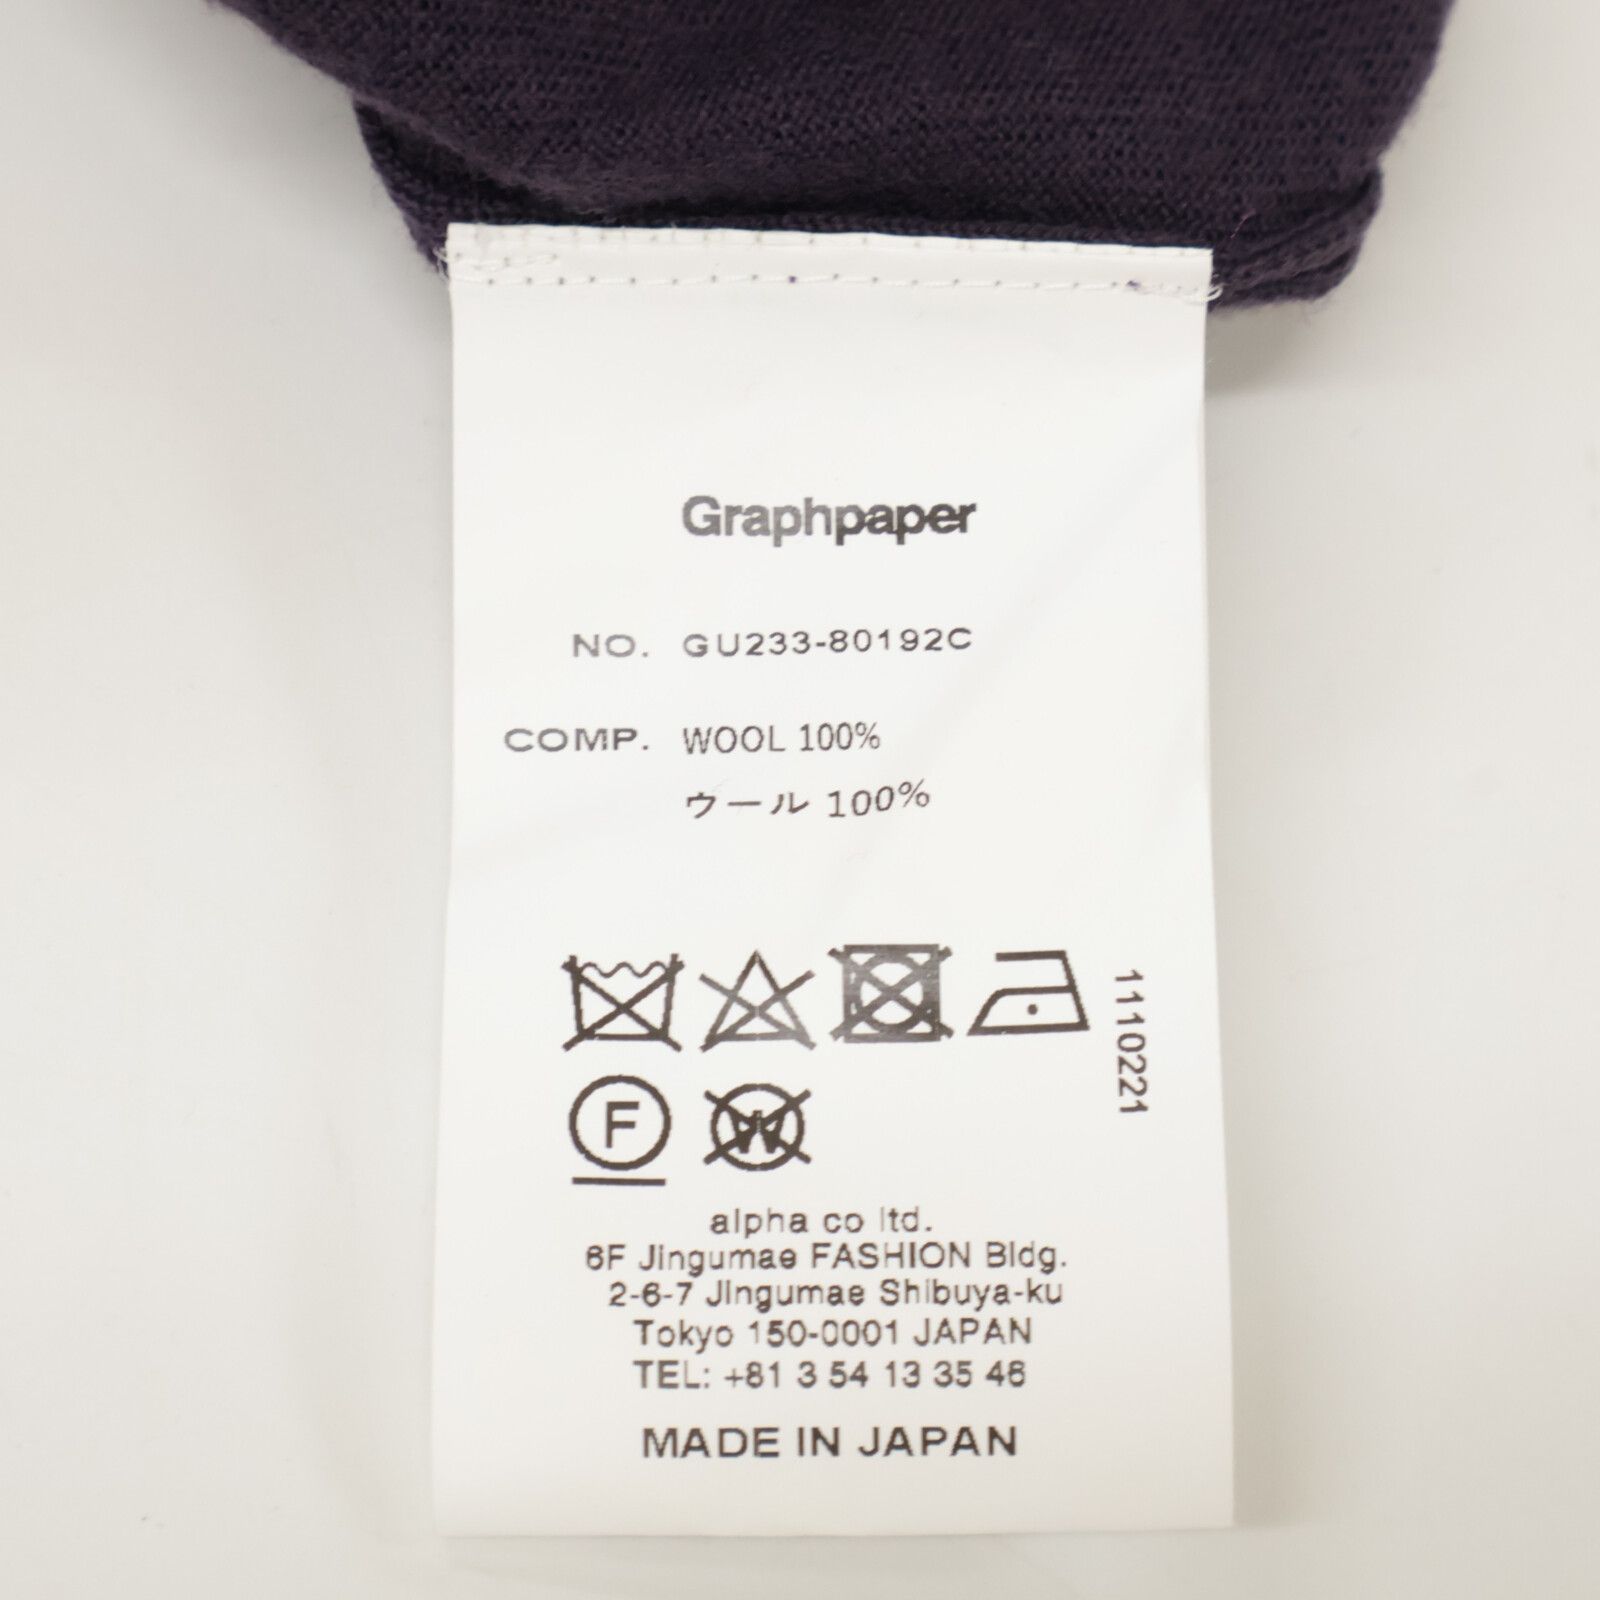 Graphpaper
NO. GU233-80192C
COMP. WOOL 100%
ウール 100%
1110221
F
W
alpha co ltd.
6F Jingumae FASHION Bldg.
2-6-7 Jingumae Shibuya-ku
Tokyo 150-0001 JAPAN
TEL: +81 3 54 13 35 46
MADE IN JAPAN